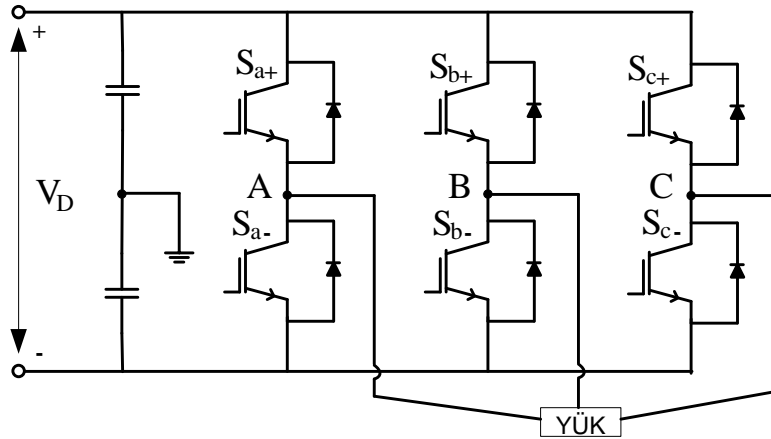 +
S_a+
S_b+
S_c+
V_D
A
B
C
S_a-
S_b-
S_c-
-
YÜK